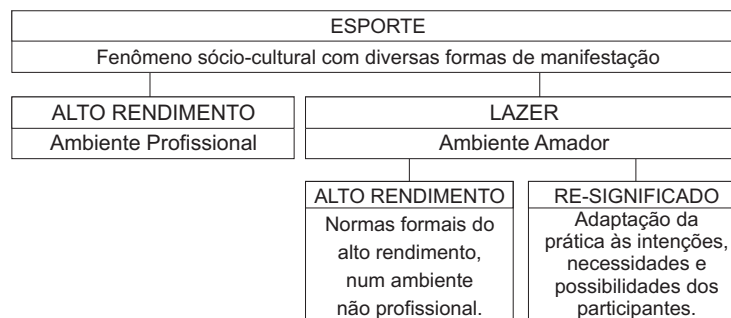 ESPORTE
Fenômeno sócio-cultural com diversas formas de manifestação
ALTO RENDIMENTO
Ambiente Profissional
LAZER
Ambiente Amador
ALTO RENDIMENTO
Normas formais do
alto rendimento,
num ambiente
não profissional.
RE-SIGNIFICADO
Adaptação da
prática às intenções,
necessidades e
possibilidades dos
participantes.